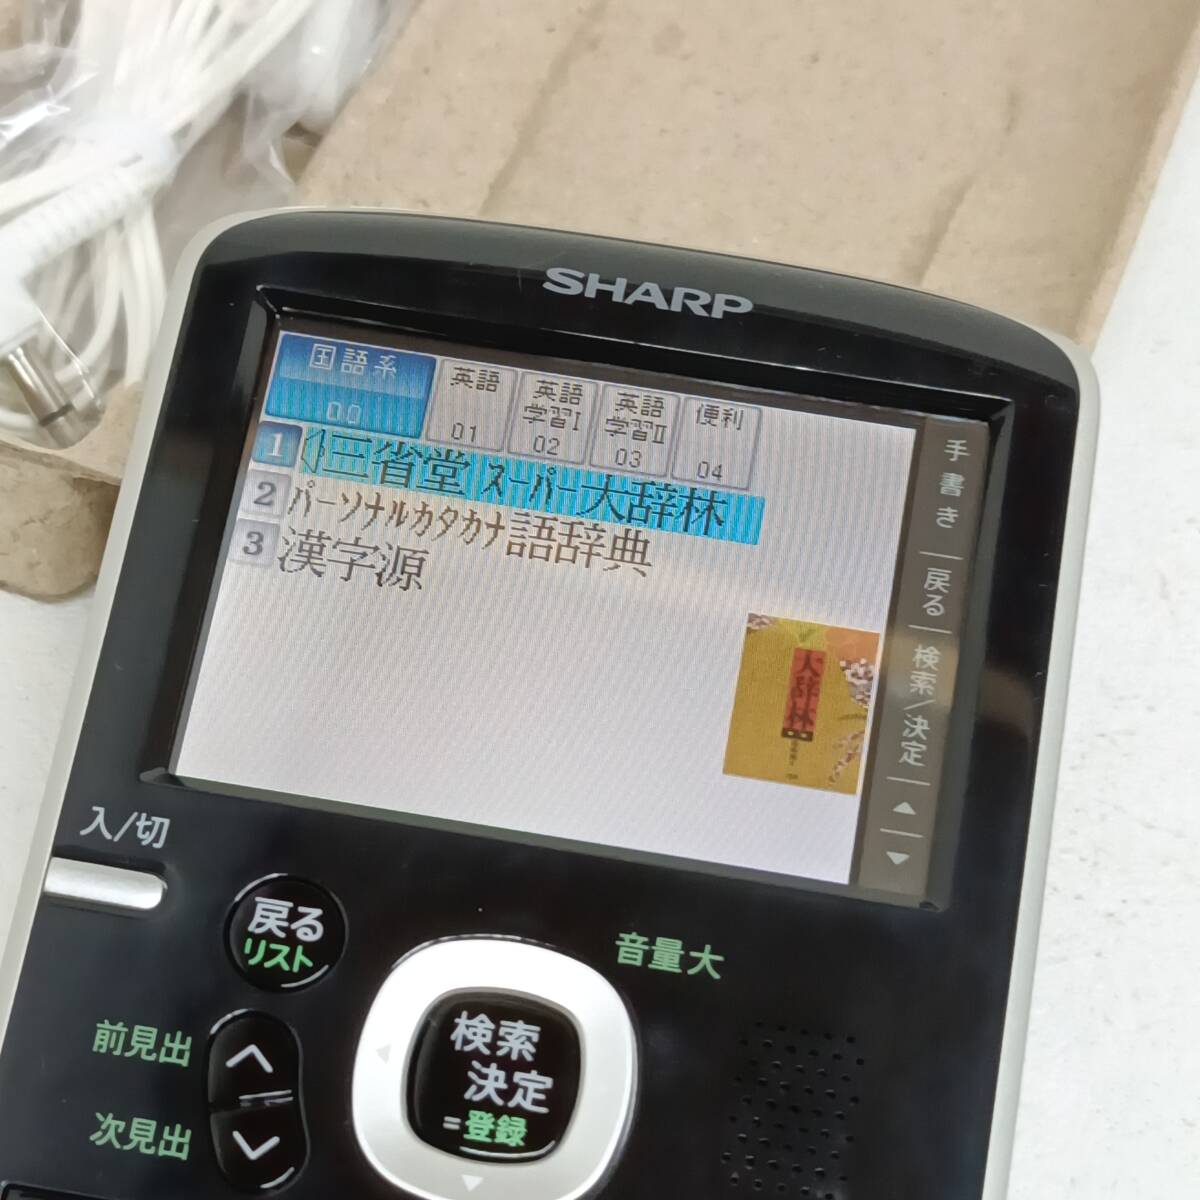 SHARP
国語系
00
英語
01
英語
学習I
02
英語
学習II
03
便利
04
1 三省堂 スーパー大辞林
2 パーソナルカタカナ語辞典
3 漢字源
大辞林
手書き
戻る
検索/決定
▲
▼
入/切
戻る
リスト
音量大
前見出
次見出
検索
決定
=登録